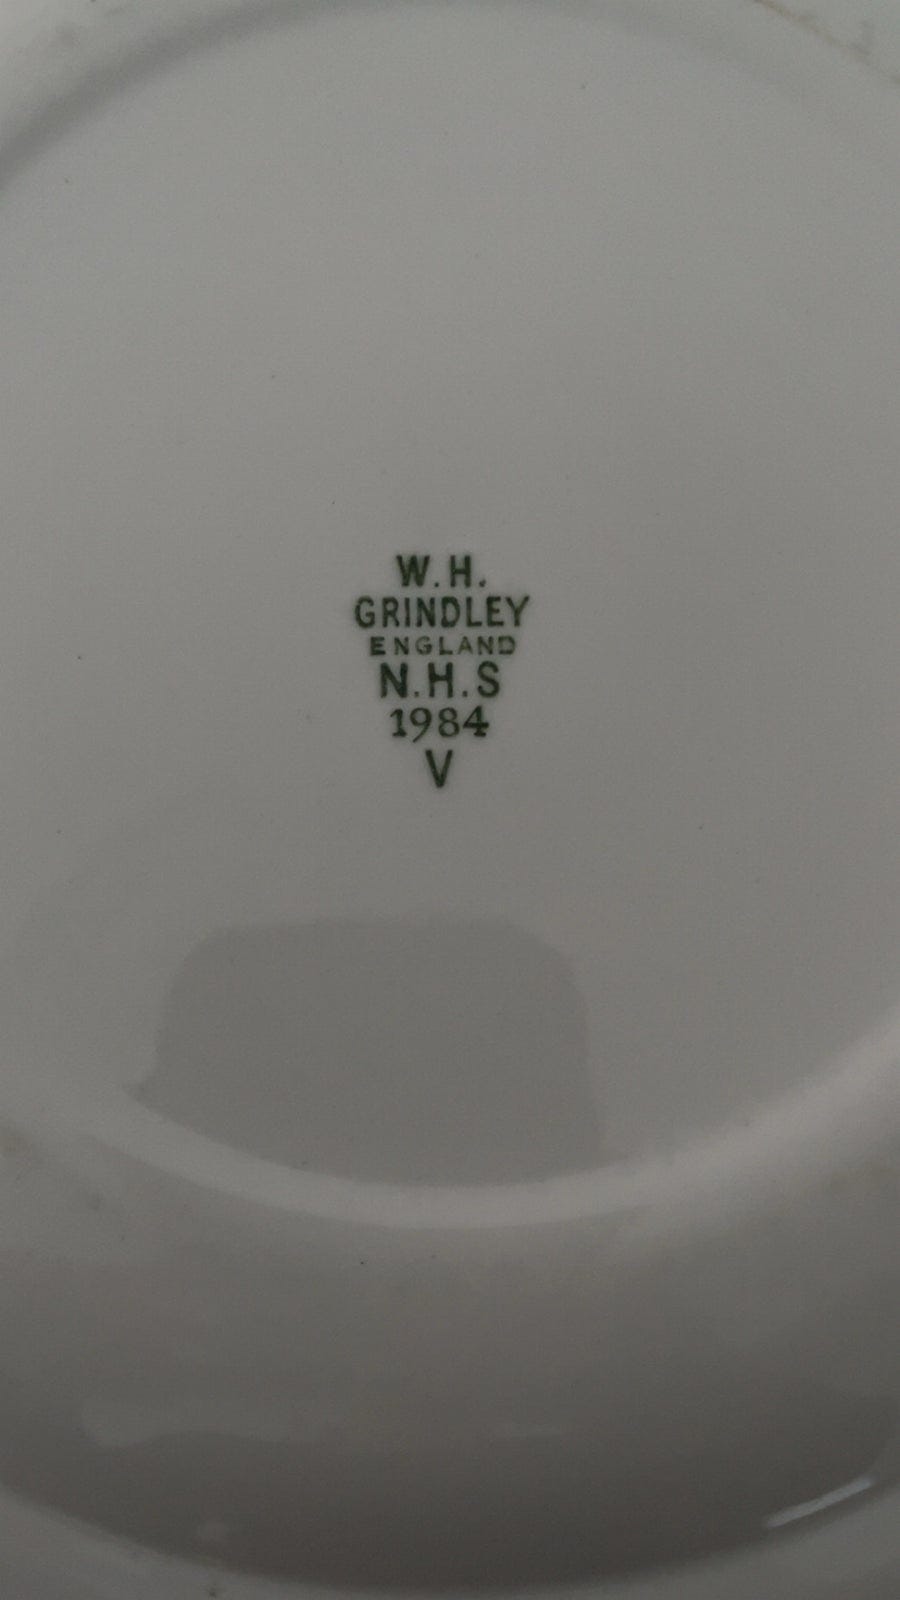 W.H.
GRINDLEY
ENGLAND
N.H.S
1984
V